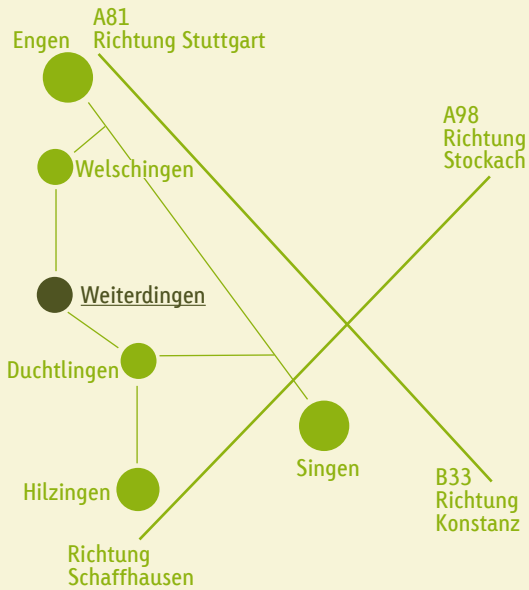 A81
Richtung Stuttgart
Engen
A98
Richtung
Stockach
Welschingen
Weiterdingen
Duchtlingen
Singen
Hilzingen
B33
Richtung
Konstanz
Richtung
Schaffhausen